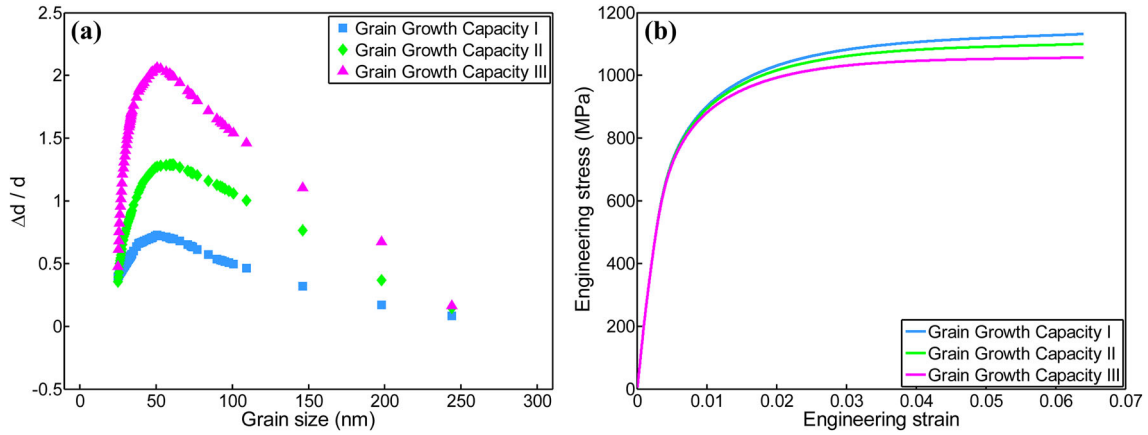 (a)
Grain Growth Capacity I
Grain Growth Capacity II
Grain Growth Capacity III
2.5
2
1.5
1
0.5
0
-0.5
Δd / d
0 50 100 150 200 250 300
Grain size (nm)
(b)
1200
1000
800
600
400
200
0
Engineering stress (MPa)
Grain Growth Capacity I
Grain Growth Capacity II
Grain Growth Capacity III
0 0.01 0.02 0.03 0.04 0.05 0.06 0.07
Engineering strain